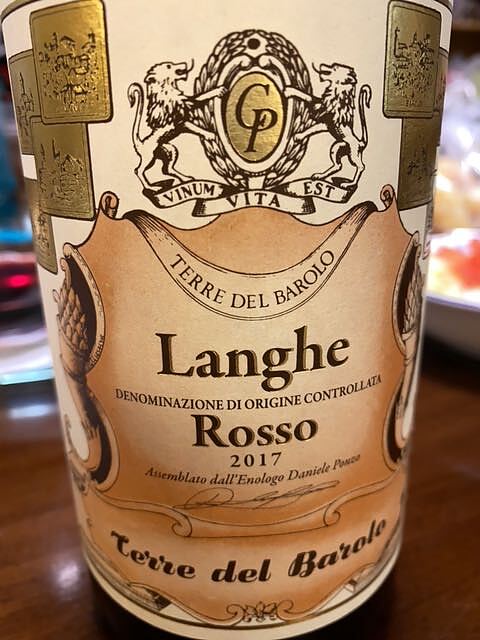 GP
VINUM VITA EST
TERRE DEL BAROLO
Langhe
DENOMINAZIONE DI ORIGINE CONTROLLATA
Rosso
2017
Assemblato dall'Enologo Daniele Ponzo
Terre del Barolo